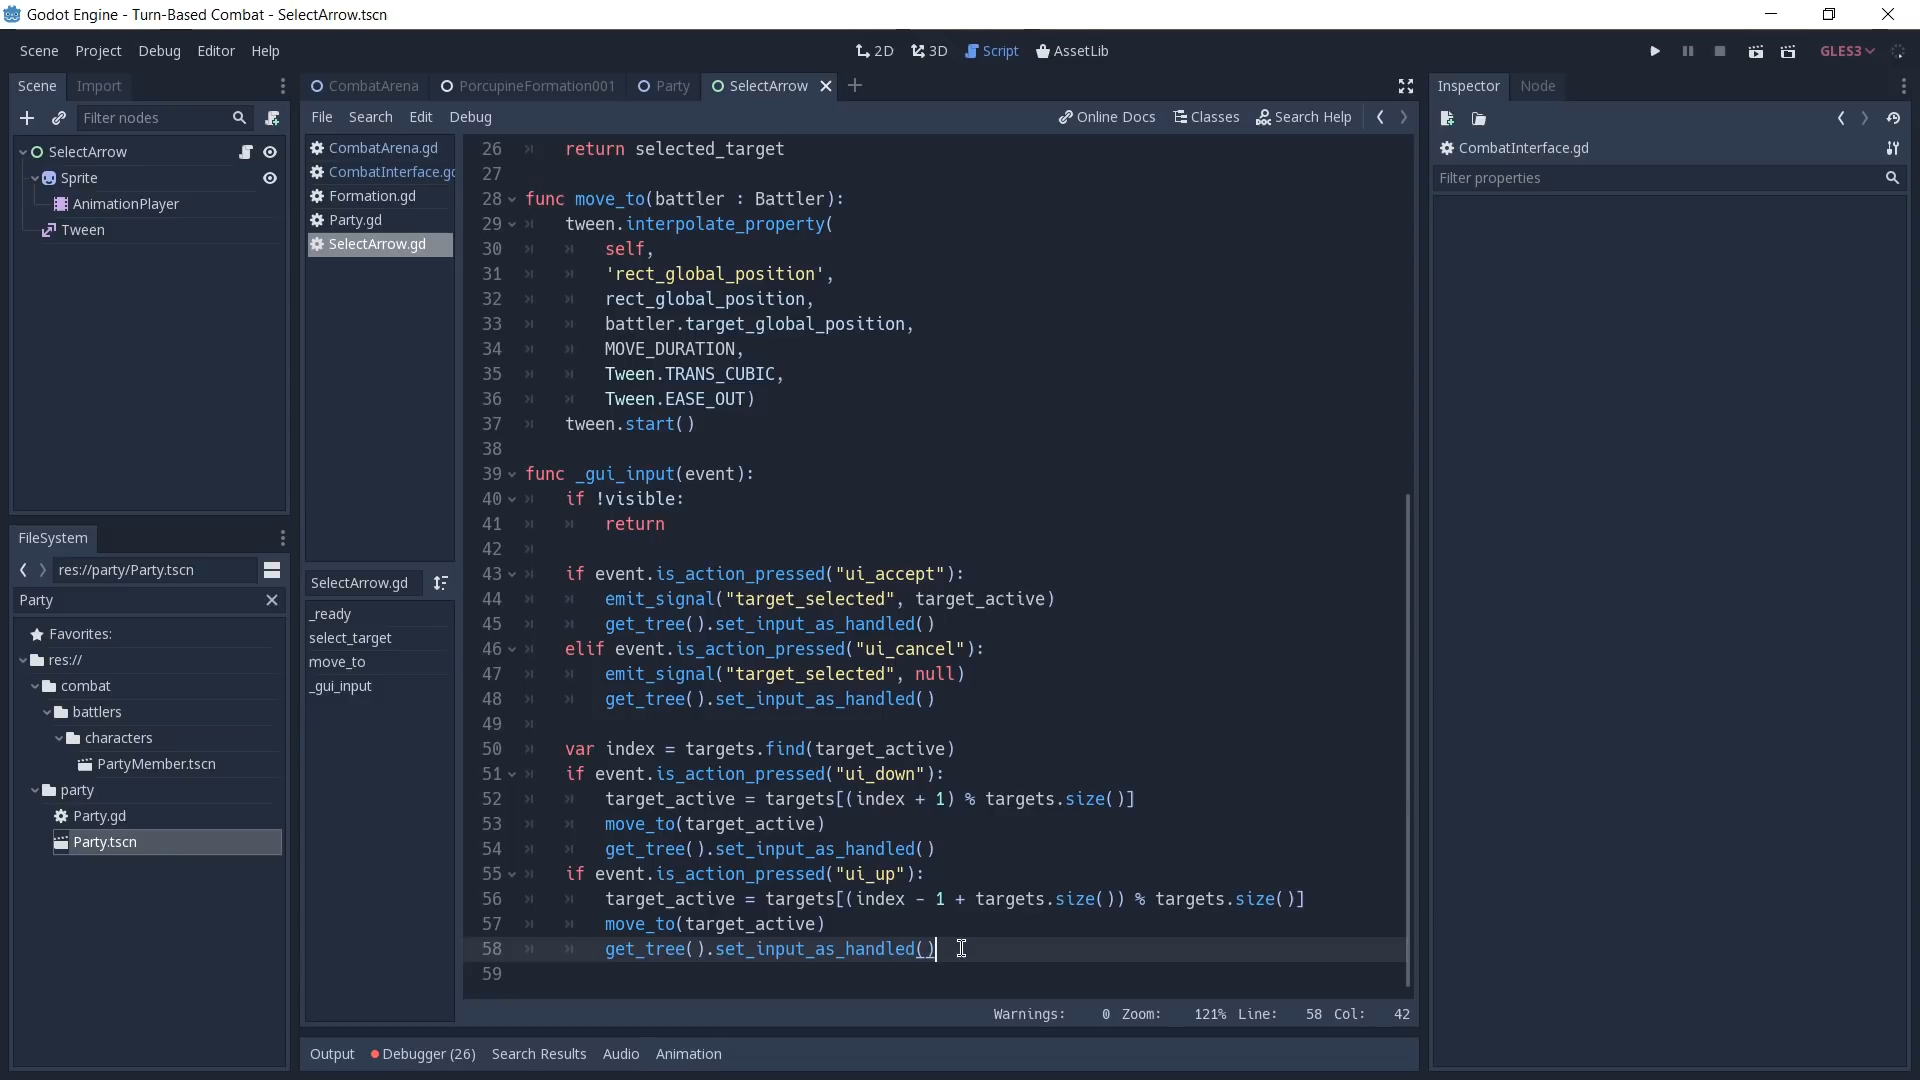 Godot Engine - Turn-Based Combat - SelectArrow.tscn
Scene Project Debug Editor Help
2D 3D Script AssetLib
GLES3
Scene Import
Filter nodes
SelectArrow
Sprite
AnimationPlayer
Tween
FileSystem
res://party/Party.tscn
Party
Favorites:
res://
combat
battlers
characters
PartyMember.tscn
party
Party.gd
Party.tscn
CombatArena PorcupineFormation001 Party SelectArrow
File Search Edit Debug
Online Docs Classes Search Help
CombatArena.gd
CombatInterface.gd
Formation.gd
Party.gd
SelectArrow.gd
SelectArrow.gd
_ready
select_target
move_to
_gui_input
26 return selected_target
27
28 func move_to(battler : Battler):
29 tween.interpolate_property(
30 self,
31 'rect_global_position',
32 rect_global_position,
33 battler.target_global_position,
34 MOVE_DURATION,
35 Tween.TRANS_CUBIC,
36 Tween.EASE_OUT)
37 tween.start()
38
39 func _gui_input(event):
40 if !visible:
41 return
42
43 if event.is_action_pressed("ui_accept"):
44 emit_signal("target_selected", target_active)
45 get_tree().set_input_as_handled()
46 elif event.is_action_pressed("ui_cancel"):
47 emit_signal("target_selected", null)
48 get_tree().set_input_as_handled()
49
50 var index = targets.find(target_active)
51 if event.is_action_pressed("ui_down"):
52 target_active = targets[(index + 1) % targets.size()]
53 move_to(target_active)
54 get_tree().set_input_as_handled()
55 if event.is_action_pressed("ui_up"):
56 target_active = targets[(index - 1 + targets.size()) % targets.size()]
57 move_to(target_active)
58 get_tree().set_input_as_handled()
59
Warnings: 0 Zoom: 121% Line: 58 Col: 42
Output Debugger (26) Search Results Audio Animation
Inspector Node
CombatInterface.gd
Filter properties